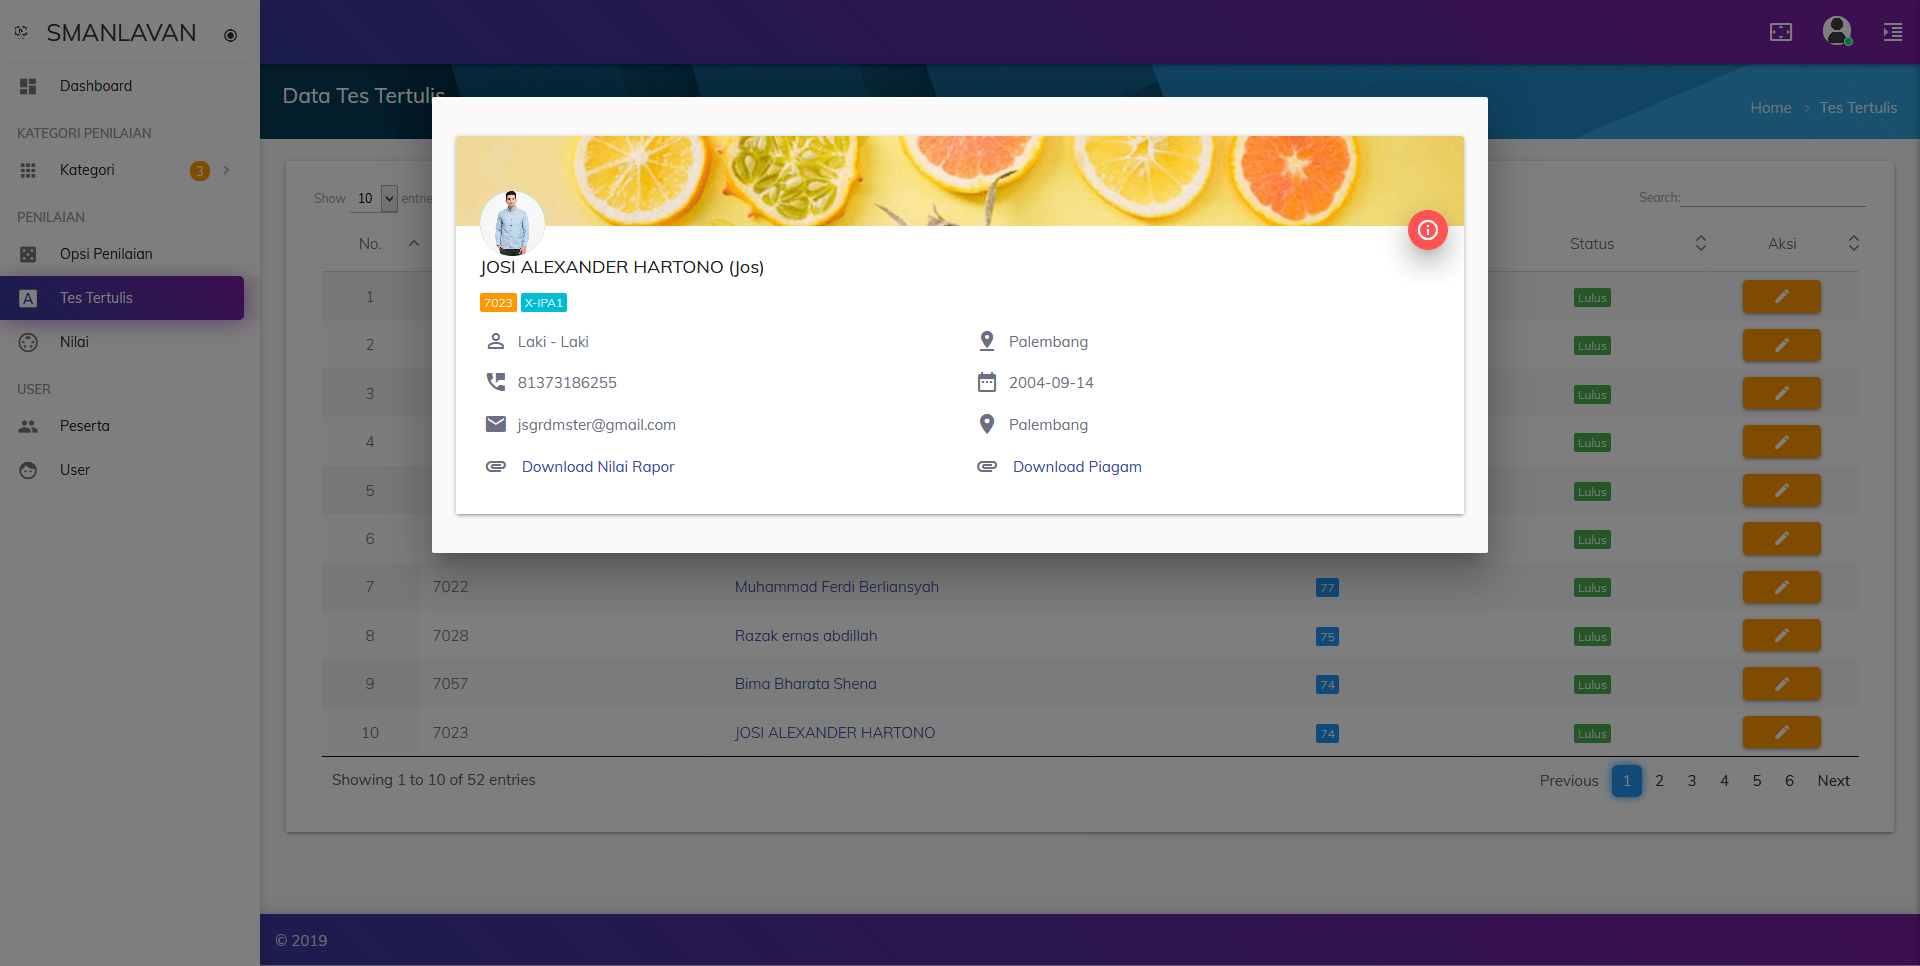 SMANLAVAN
Dashboard
KATEGORI PENILAIAN
Kategori 3
PENILAIAN
Opsi Penilaian
Tes Tertulis
Nilai
USER
Peserta
User
Data Tes Tertulis
Home > Tes Tertulis
Show 10 entrie
Search:
No. Status Aksi
JOSI ALEXANDER HARTONO (Jos)
7023 X-IPA1
Laki - Laki Palembang
81373186255 2004-09-14
jsgrdmster@gmail.com Palembang
Download Nilai Rapor Download Piagam
1 Lulus
2 Lulus
3 Lulus
4 Lulus
5 Lulus
6 Lulus
7 7022 Muhammad Ferdi Berliansyah 77 Lulus
8 7028 Razak emas abdillah 75 Lulus
9 7057 Bima Bharata Shena 74 Lulus
10 7023 JOSI ALEXANDER HARTONO 74 Lulus
Showing 1 to 10 of 52 entries
Previous 1 2 3 4 5 6 Next
© 2019